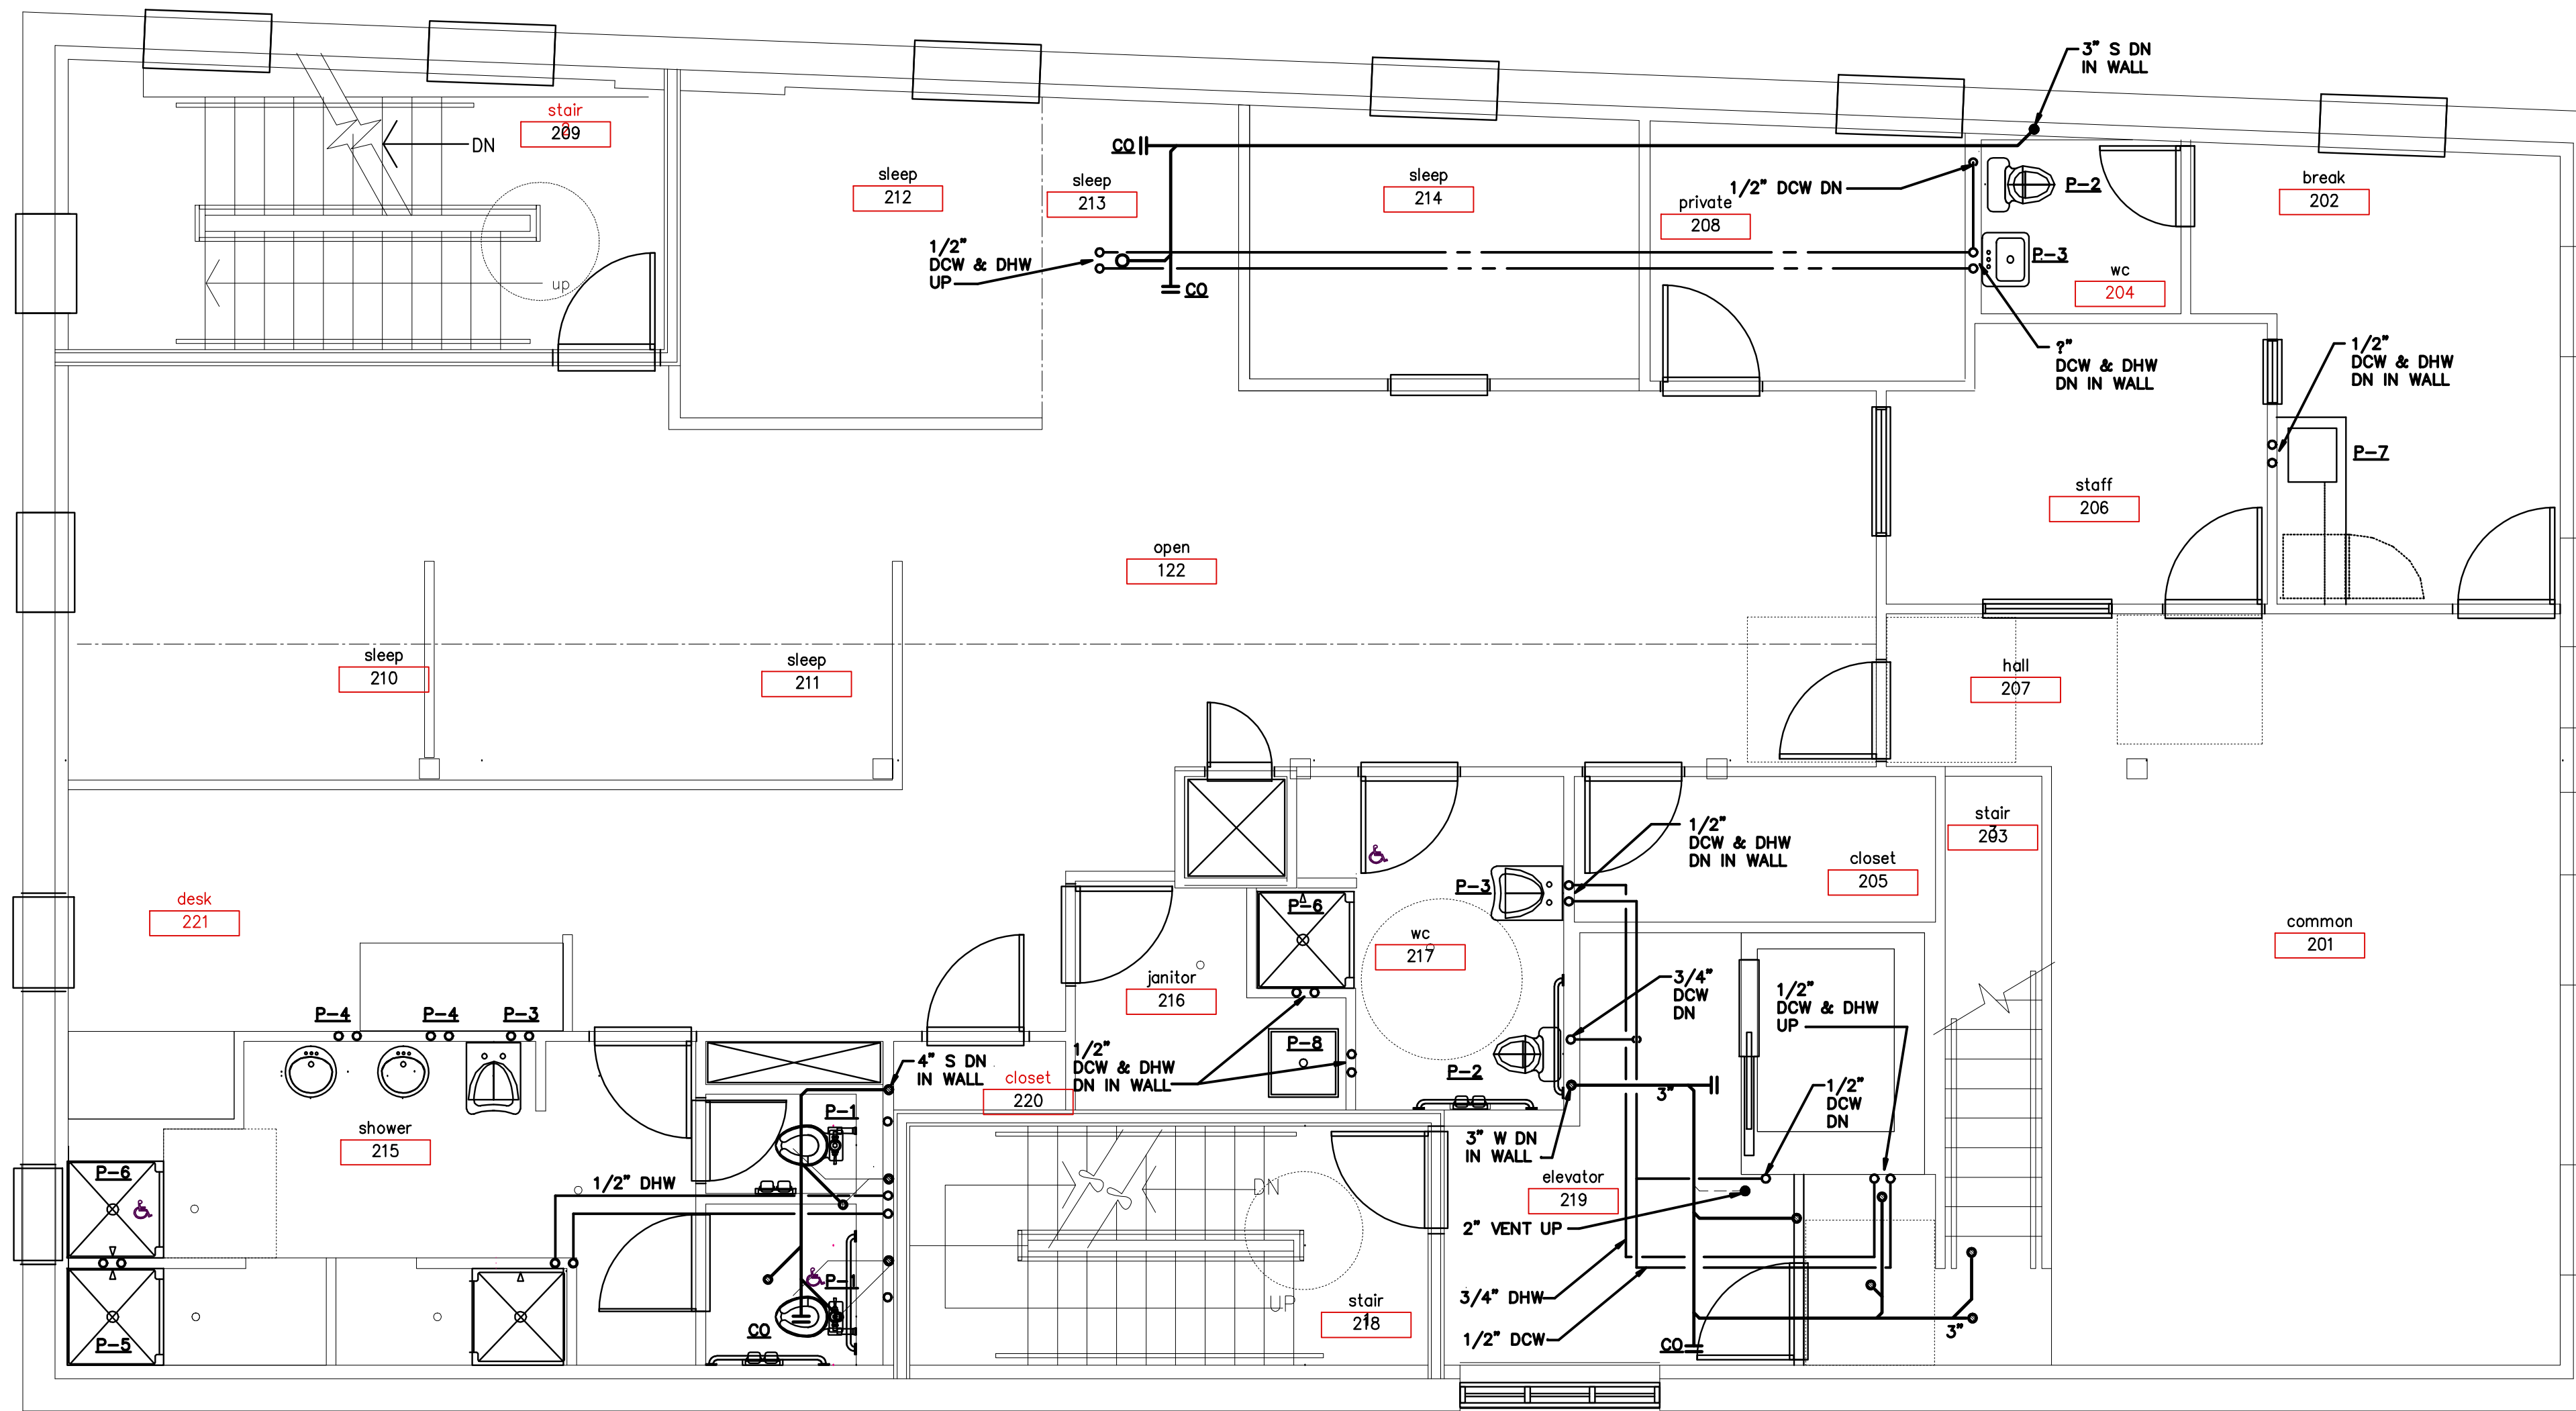 3" S DN
IN WALL
stair
2
209
DN
up
CO
sleep
212
sleep
213
sleep
214
1/2" DCW DN
private
208
P-2
break
202
1/2"
DCW & DHW
UP
CO
P-3
wc
204
?"
DCW & DHW
DN IN WALL
1/2"
DCW & DHW
DN IN WALL
P-7
staff
206
open
122
sleep
210
sleep
211
hall
207
1/2"
DCW & DHW
DN IN WALL
stair
3
203
closet
205
desk
221
P-3
P-6
wc
217
common
201
janitor
216
3/4"
DCW
DN
1/2"
DCW & DHW
UP
P-4
P-4
P-3
P-8
4" S DN
IN WALL
1/2"
DCW & DHW
DN IN WALL
closet
220
P-2
3"
1/2"
DCW
DN
P-1
shower
215
3" W DN
IN WALL
P-6
1/2" DHW
DN
elevator
219
2" VENT UP
P-1
UP
stair
1
218
3/4" DHW
1/2" DCW
CO
P-5
CO
3"